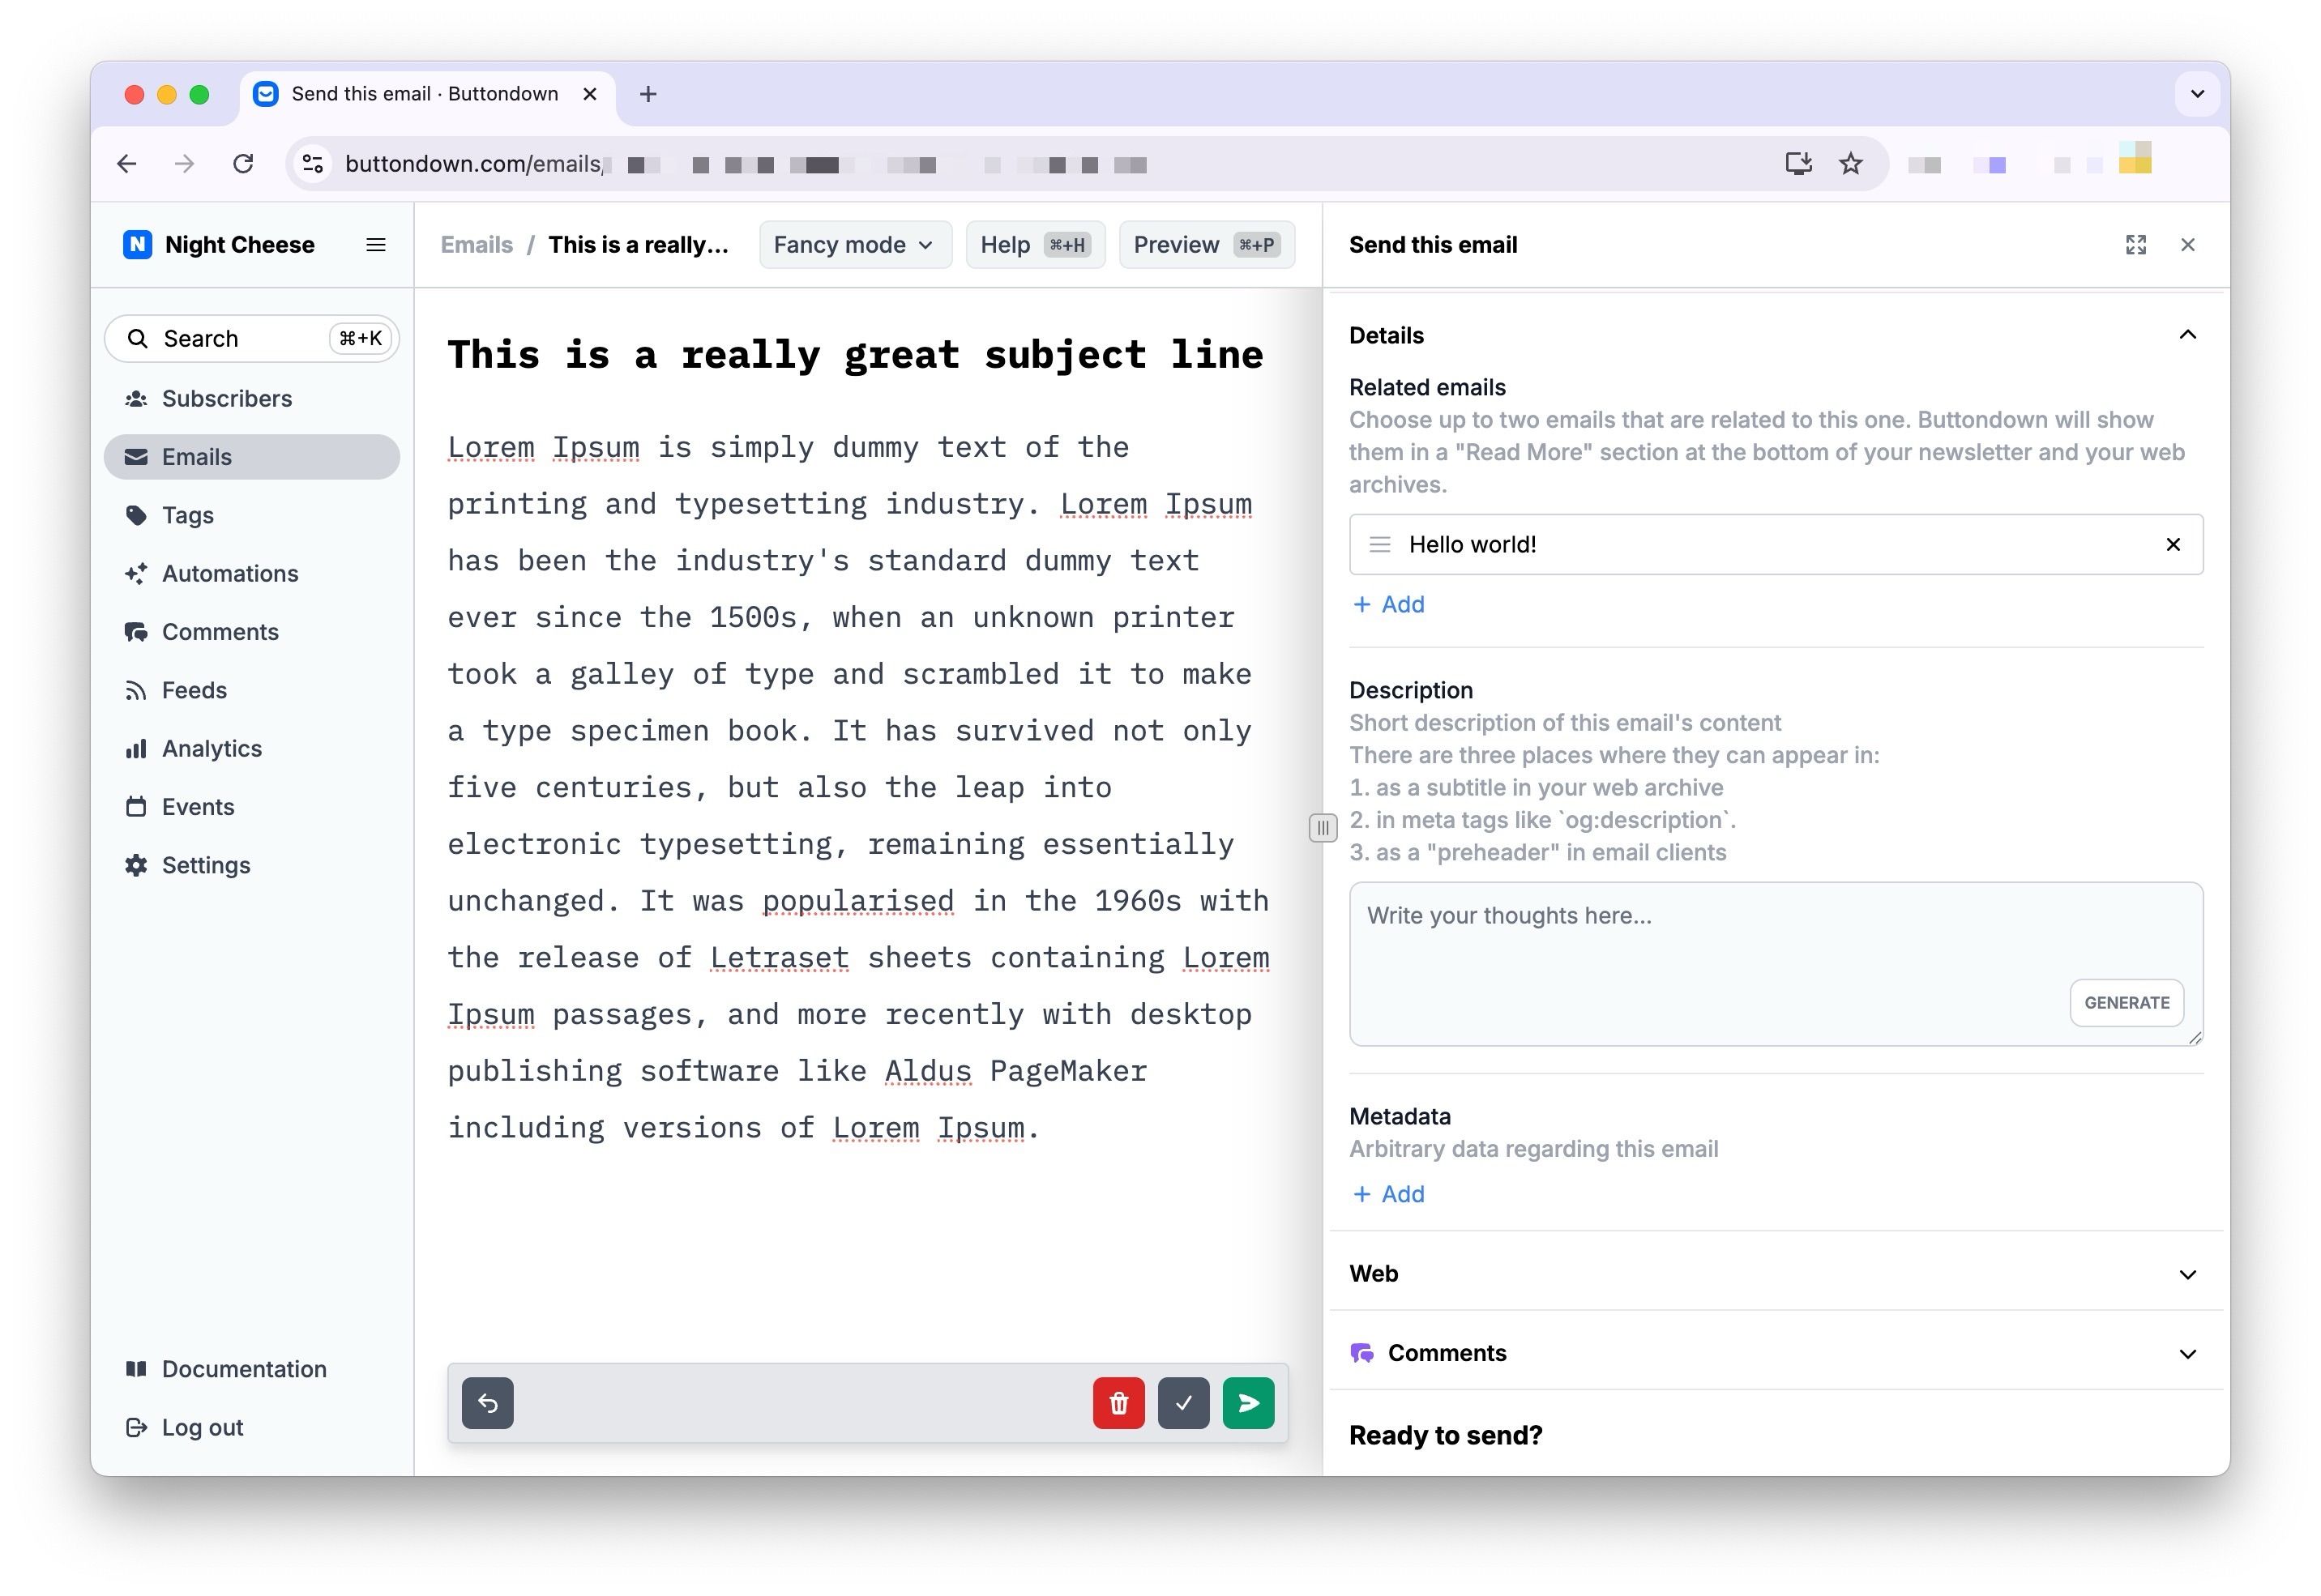 Send this email · Buttondown
buttondown.com/emails/
Night Cheese
Search ⌘+K
Subscribers
Emails
Tags
Automations
Comments
Feeds
Analytics
Events
Settings
Documentation
Log out
Emails / This is a really...
Fancy mode
Help ⌘+H
Preview ⌘+P
This is a really great subject line
Lorem Ipsum is simply dummy text of the
printing and typesetting industry. Lorem Ipsum
has been the industry's standard dummy text
ever since the 1500s, when an unknown printer
took a galley of type and scrambled it to make
a type specimen book. It has survived not only
five centuries, but also the leap into
electronic typesetting, remaining essentially
unchanged. It was popularised in the 1960s with
the release of Letraset sheets containing Lorem
Ipsum passages, and more recently with desktop
publishing software like Aldus PageMaker
including versions of Lorem Ipsum.
Send this email
Details
Related emails
Choose up to two emails that are related to this one. Buttondown will show
them in a "Read More" section at the bottom of your newsletter and your web
archives.
Hello world!
+ Add
Description
Short description of this email's content
There are three places where they can appear in:
1. as a subtitle in your web archive
2. in meta tags like `og:description`.
3. as a "preheader" in email clients
Write your thoughts here...
GENERATE
Metadata
Arbitrary data regarding this email
+ Add
Web
Comments
Ready to send?